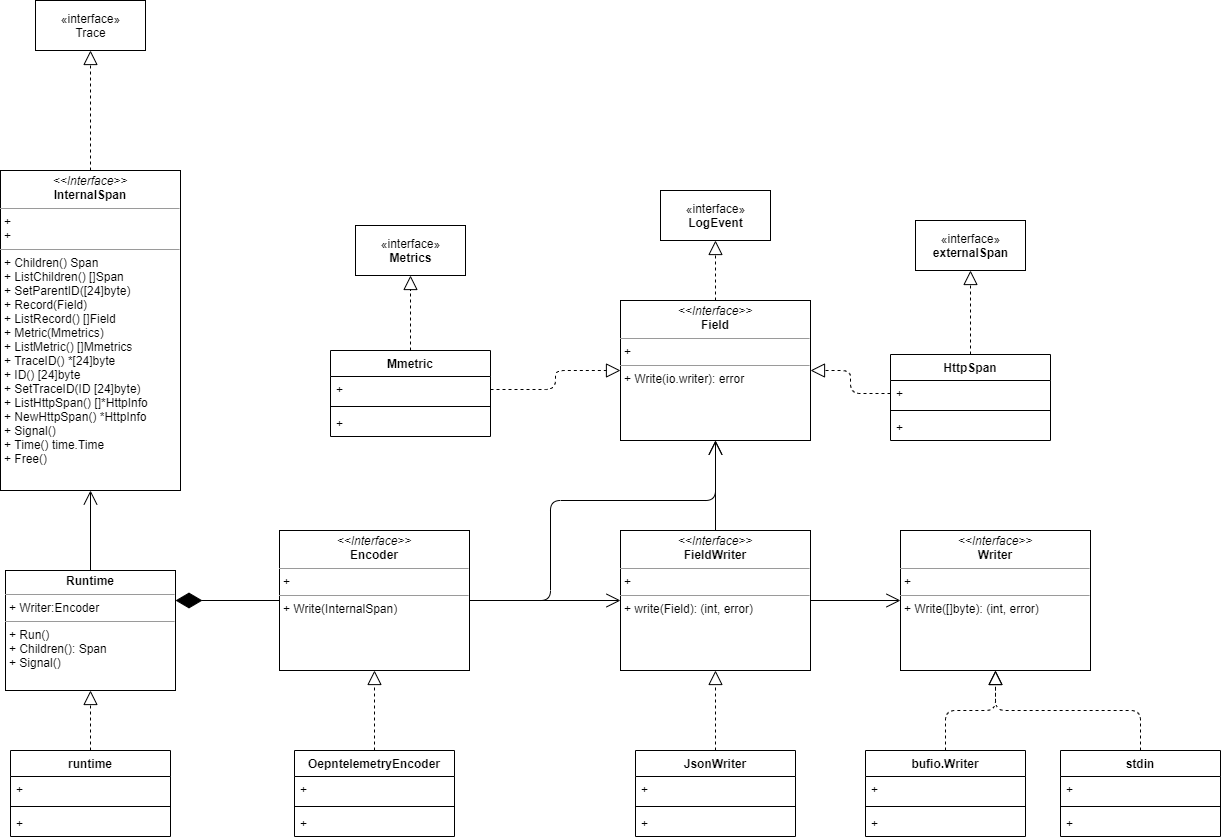 «interface»
Trace
<<Interface>>
InternalSpan
+
+
+ Children() Span
+ ListChildren() []Span
+ SetParentID([24]byte)
+ Record(Field)
+ ListRecord() []Field
+ Metric(Mmetrics)
+ ListMetric() []Mmetrics
+ TraceID() *[24]byte
+ ID() [24]byte
+ SetTraceID(ID [24]byte)
+ ListHttpSpan() []*HttpInfo
+ NewHttpSpan() *HttpInfo
+ Signal()
+ Time() time.Time
+ Free()
«interface»
Metrics
«interface»
LogEvent
«interface»
externalSpan
Mmetric
+
+
<<Interface>>
Field
+
+ Write(io.writer): error
HttpSpan
+
+
Runtime
+ Writer:Encoder
+ Run()
+ Children(): Span
+ Signal()
<<Interface>>
Encoder
+
+ Write(InternalSpan)
<<Interface>>
FieldWriter
+
+ write(Field): (int, error)
<<Interface>>
Writer
+
+ Write([]byte): (int, error)
runtime
+
+
OepntelemetryEncoder
+
+
JsonWriter
+
+
bufio.Writer
+
+
stdin
+
+